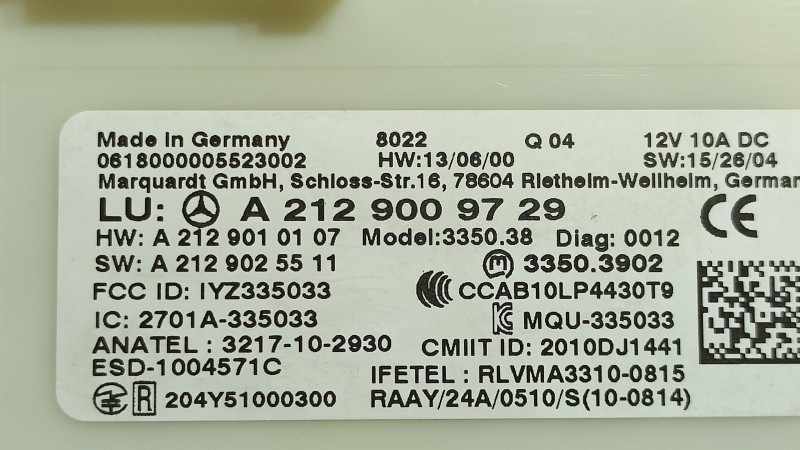 Made in Germany 8022 Q 04 12V 10A DC
0618000005523002 HW:13/06/00 SW:15/26/04
Marquardt GmbH, Schloss-Str.16, 78604 Rietheim-Weilheim, German
LU: A 212 900 97 29 CE
HW: A 212 901 01 07 Model:3350.38 Diag: 0012
SW: A 212 902 55 11 3350.3902
FCC ID: IYZ335033 CCAB10LP4430T9
IC: 2701A-335033 MQU-335033
ANATEL : 3217-10-2930 CMIIT ID: 2010DJ1441
ESD-1004571C IFETEL : RLVMA3310-0815
R 204Y51000300 RAAY/24A/0510/S(10-0814)